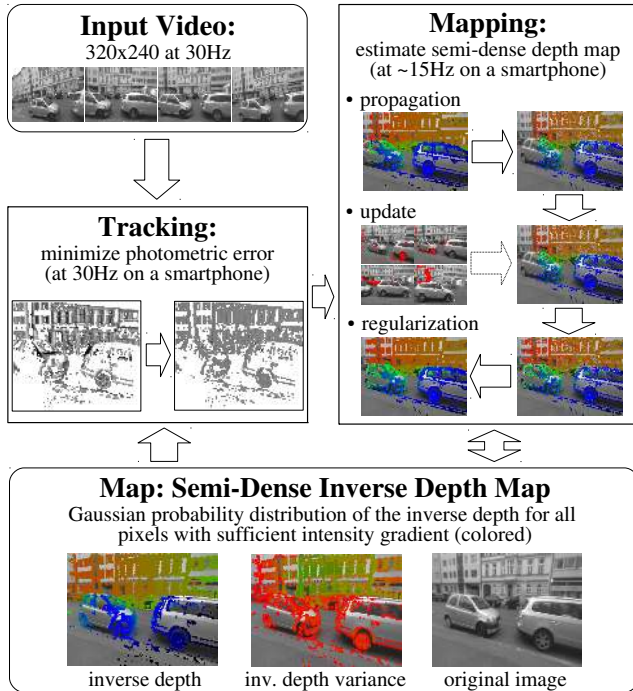 Input Video:
320x240 at 30Hz
Tracking:
minimize photometric error
(at 30Hz on a smartphone)
Mapping:
estimate semi-dense depth map
(at ~15Hz on a smartphone)
• propagation
• update
• regularization
Map: Semi-Dense Inverse Depth Map
Gaussian probability distribution of the inverse depth for all
pixels with sufficient intensity gradient (colored)
inverse depth
inv. depth variance
original image